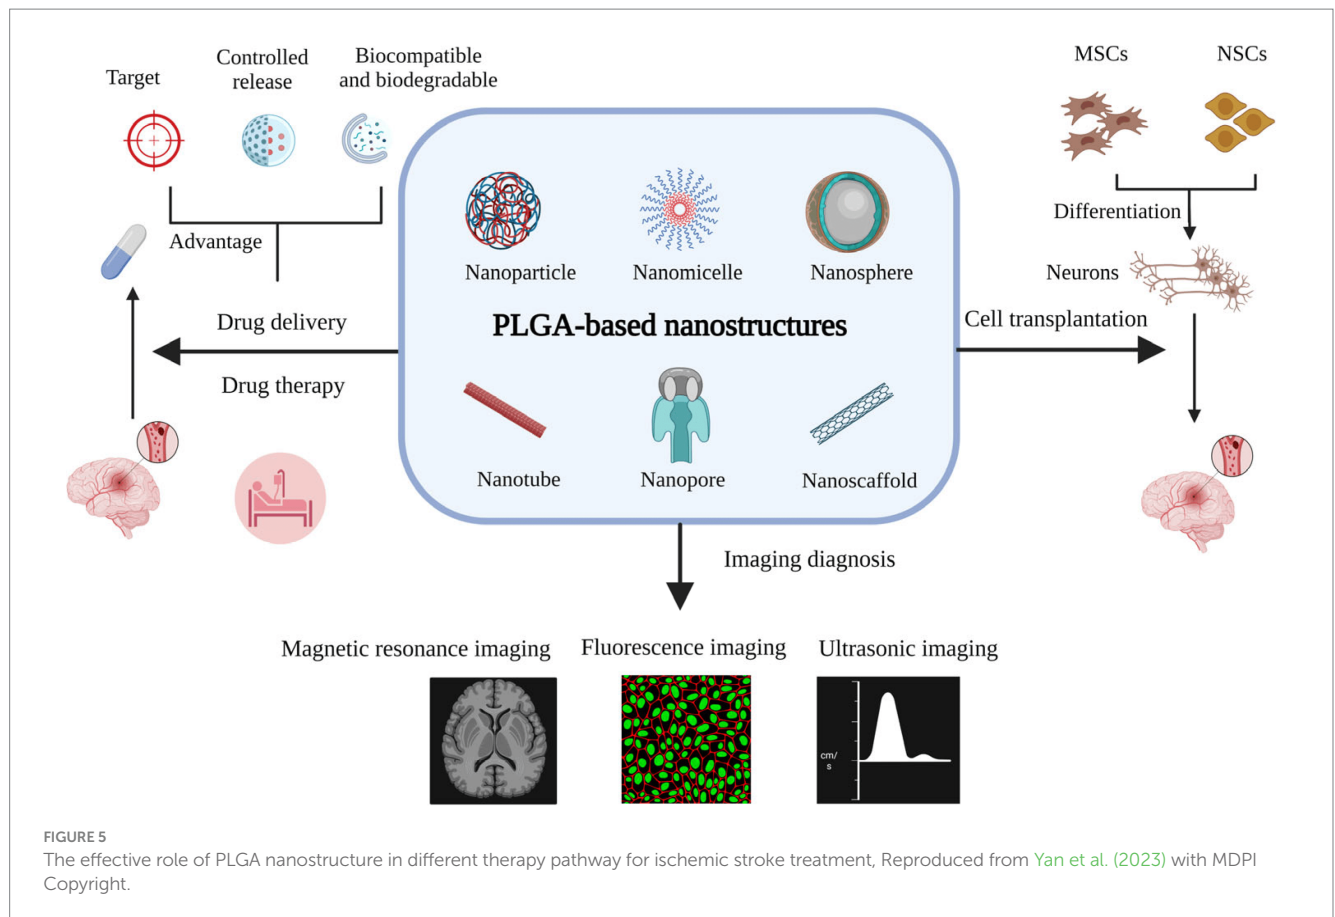 Target
Controlled
release
Biocompatible
and biodegradable
Advantage
Drug delivery
Drug therapy
Nanoparticle
Nanomicelle
Nanosphere
PLGA-based nanostructures
Nanotube
Nanopore
Nanoscaffold
MSCs
NSCs
Differentiation
Neurons
Cell transplantation
Imaging diagnosis
Magnetic resonance imaging
Fluorescence imaging
Ultrasonic imaging
cm/
s
FIGURE 5
The effective role of PLGA nanostructure in different therapy pathway for ischemic stroke treatment, Reproduced from Yan et al. (2023) with MDPI
Copyright.